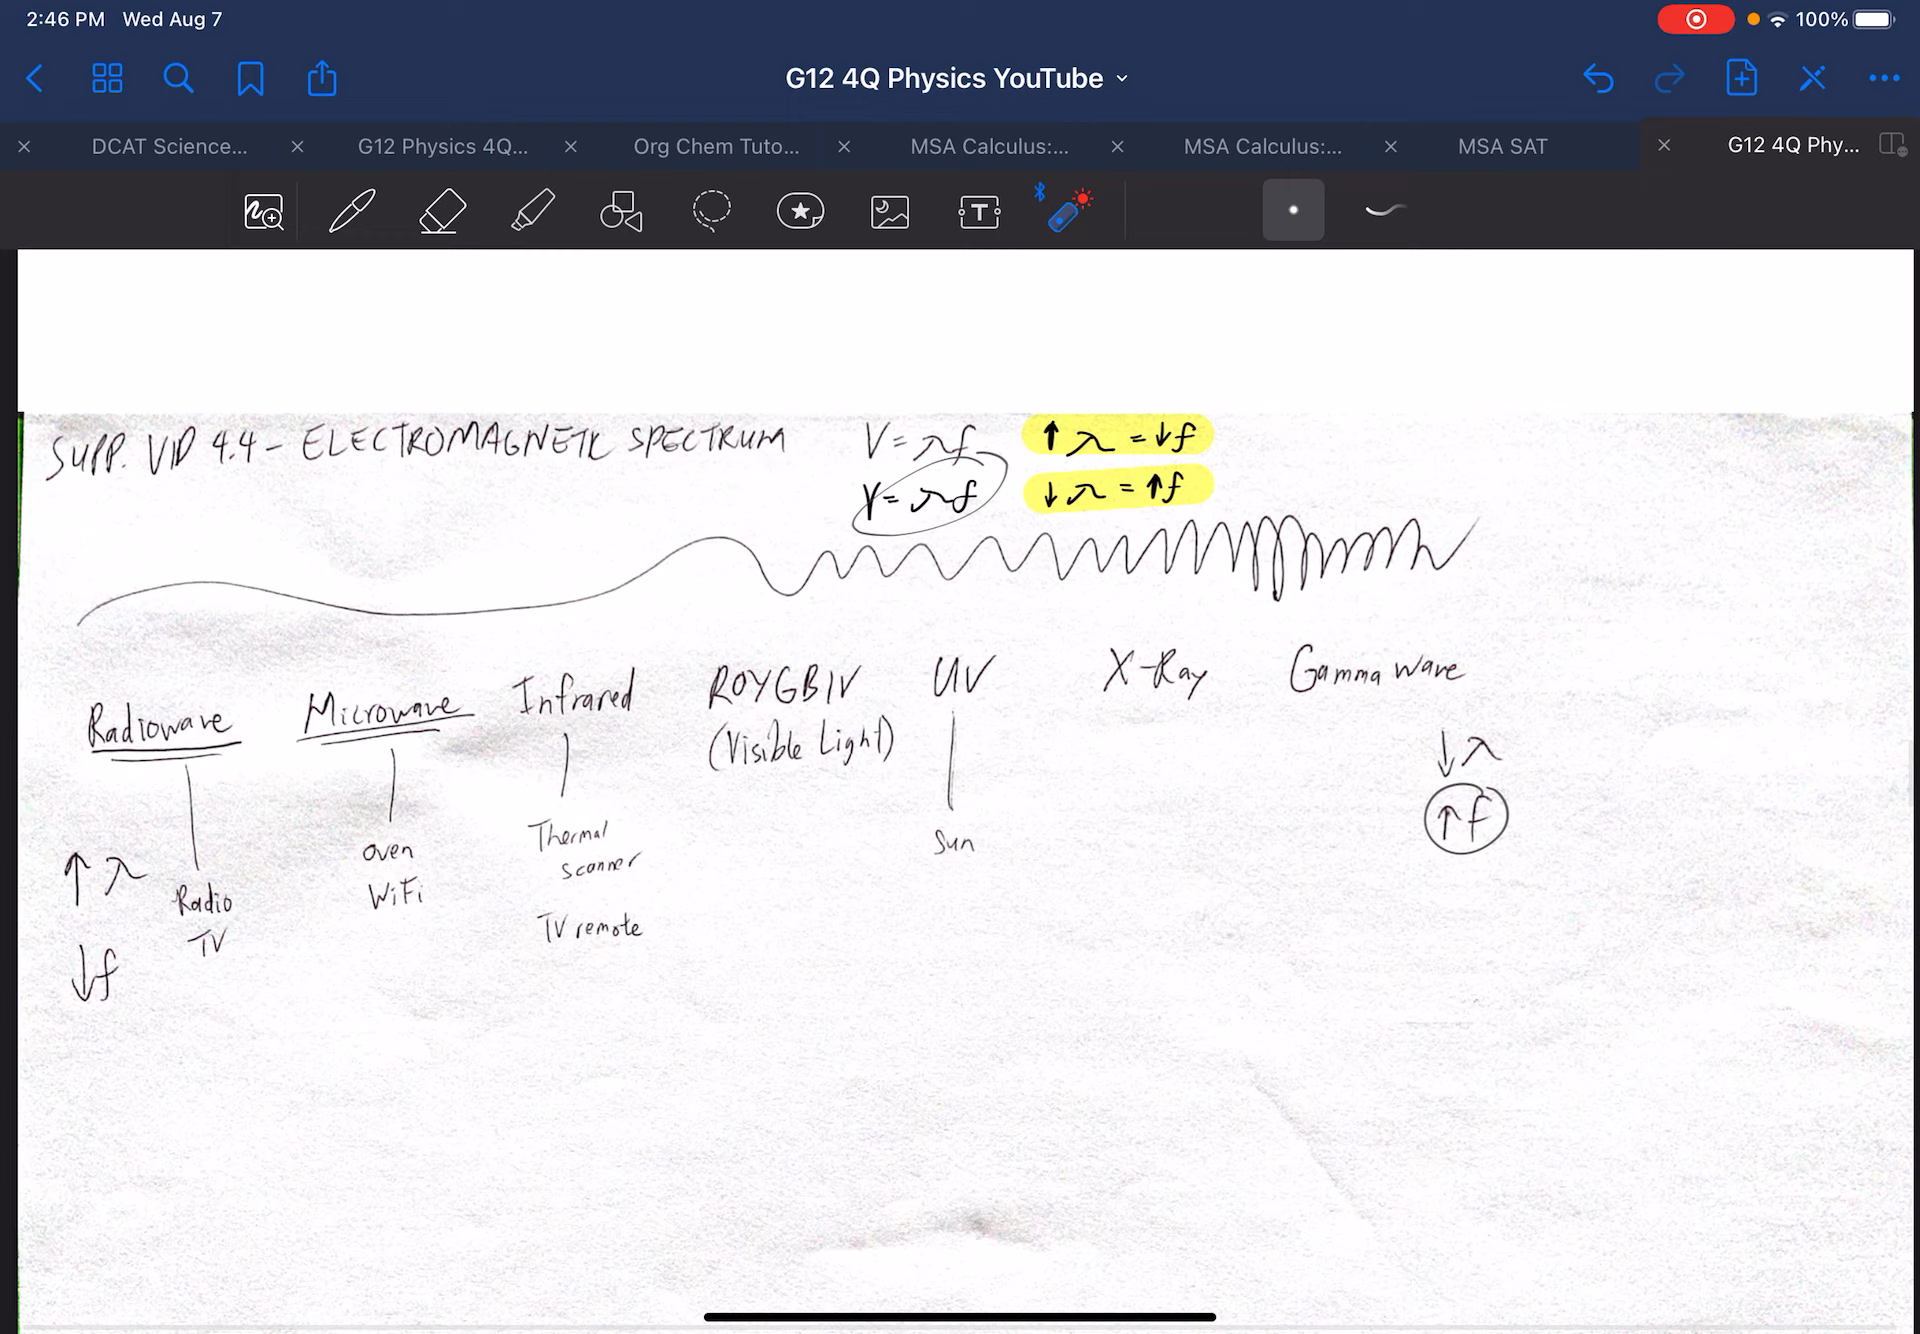 2:46 PM Wed Aug 7
100%
G12 4Q Physics YouTube
DCAT Science...
G12 Physics 4Q...
Org Chem Tuto...
MSA Calculus:...
MSA Calculus:...
MSA SAT
G12 4Q Phy...
T
SUPP. VID 4.4 - ELECTROMAGNETIC SPECTRUM
V = λf
V = λf
↑ λ = ↓ f
↓ λ = ↑ f
Radiowave
Microwave
Infrared
ROYGBIV
(Visible Light)
UV
X-Ray
Gamma Wave
↑ λ
↓ f
Radio
TV
oven
WiFi
Thermal
scanner
TV remote
Sun
↓ λ
↑ f